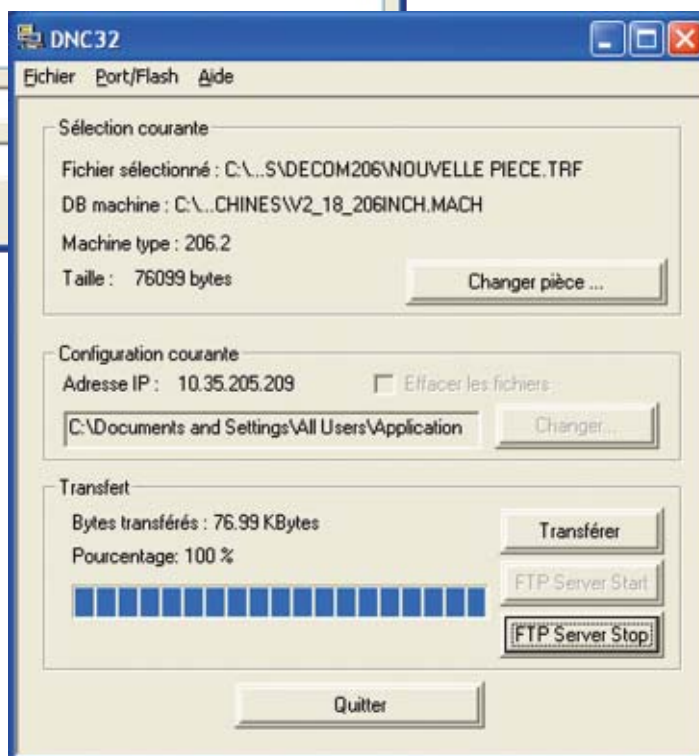 DNC32
Fichier Port/Flash Aide
Sélection courante
Fichier sélectionné : C:\...S\DECOM206\NOUVELLE PIECE.TRF
DB machine : C:\...CHINES\V2_18_206INCH.MACH
Machine type : 206.2
Taille : 76099 bytes
Changer pièce ...
Configuration courante
Adresse IP : 10.35.205.209
Effacer les fichiers
C:\Documents and Settings\All Users\Application
Changer...
Transfert
Bytes transférés : 76.99 KBytes
Transférer
Pourcentage: 100 %
FTP Server Start
FTP Server Stop
Quitter